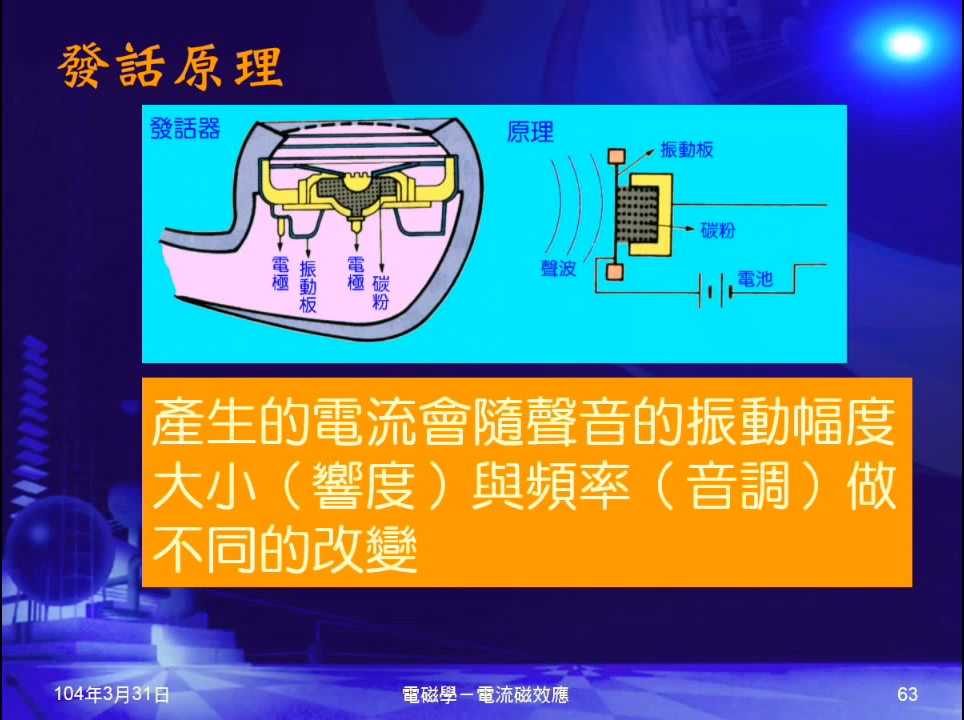 發話原理
發話器
電極
振動板
電極
碳粉
原理
振動板
碳粉
聲波
電池
產生的電流會隨聲音的振動幅度
大小（響度）與頻率（音調）做
不同的改變
104年3月31日
電磁學－電流磁效應
63